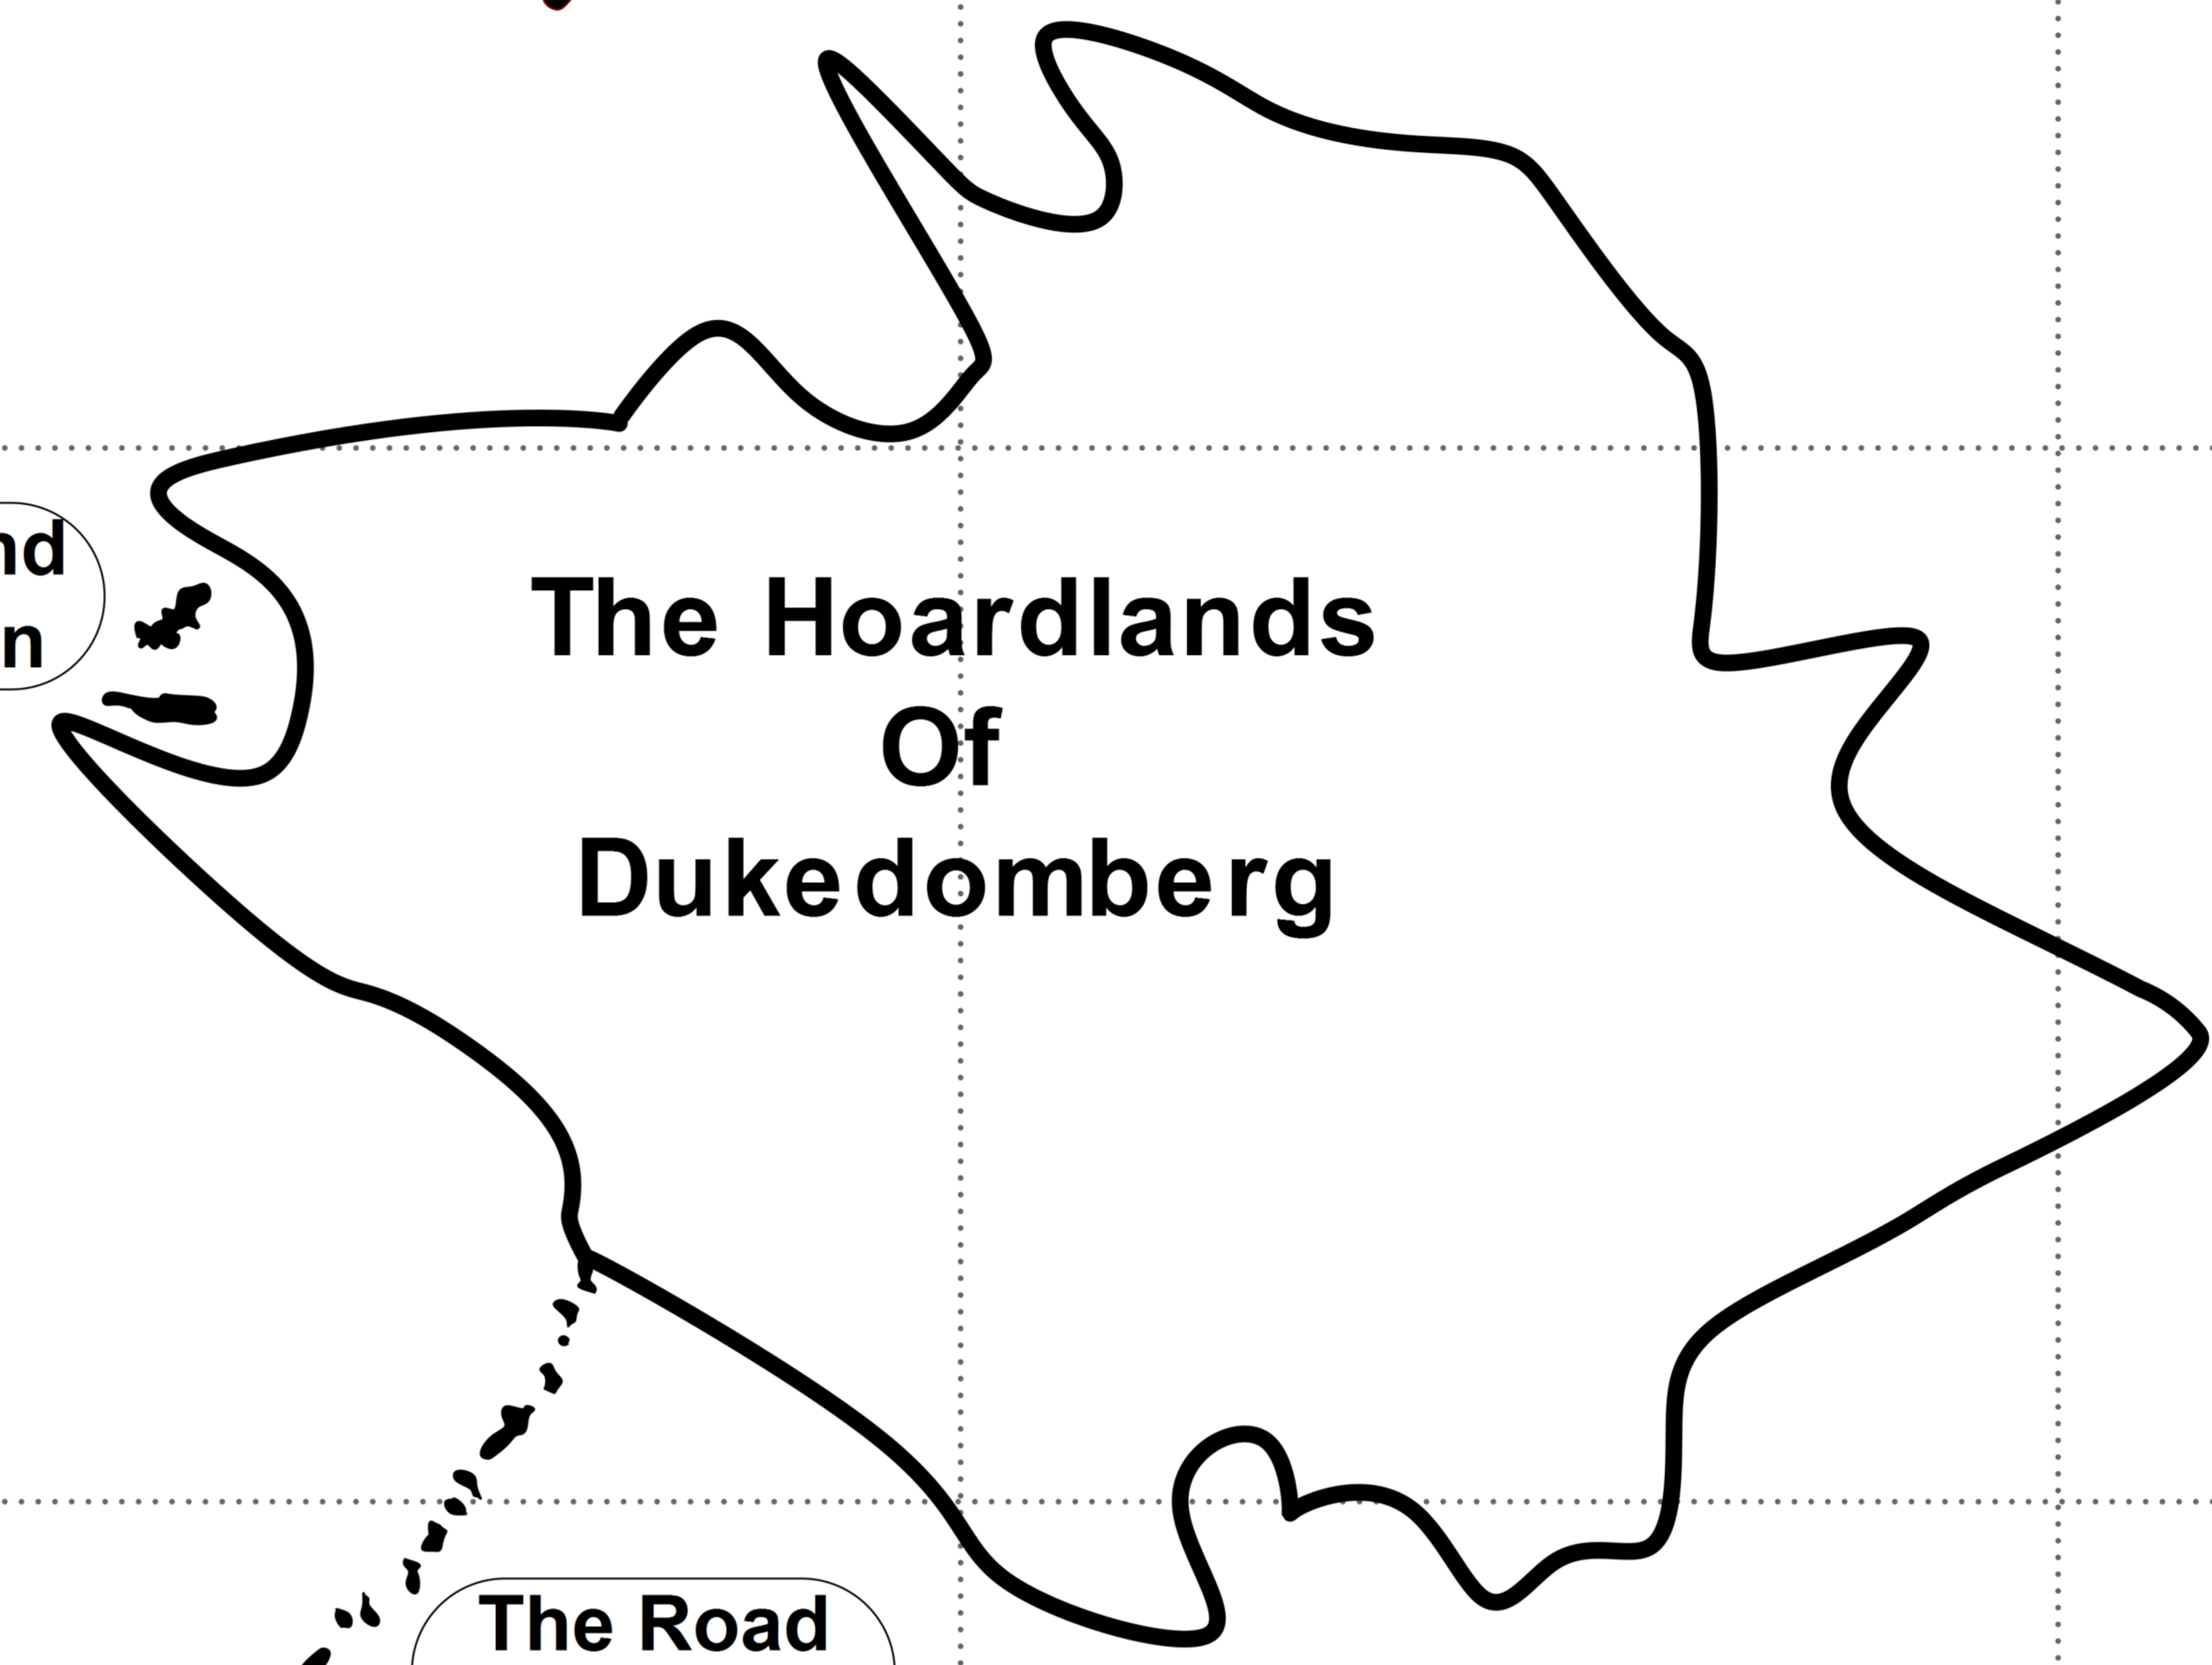 The Hoardlands
Of
Dukedomberg
nd
n
The Road